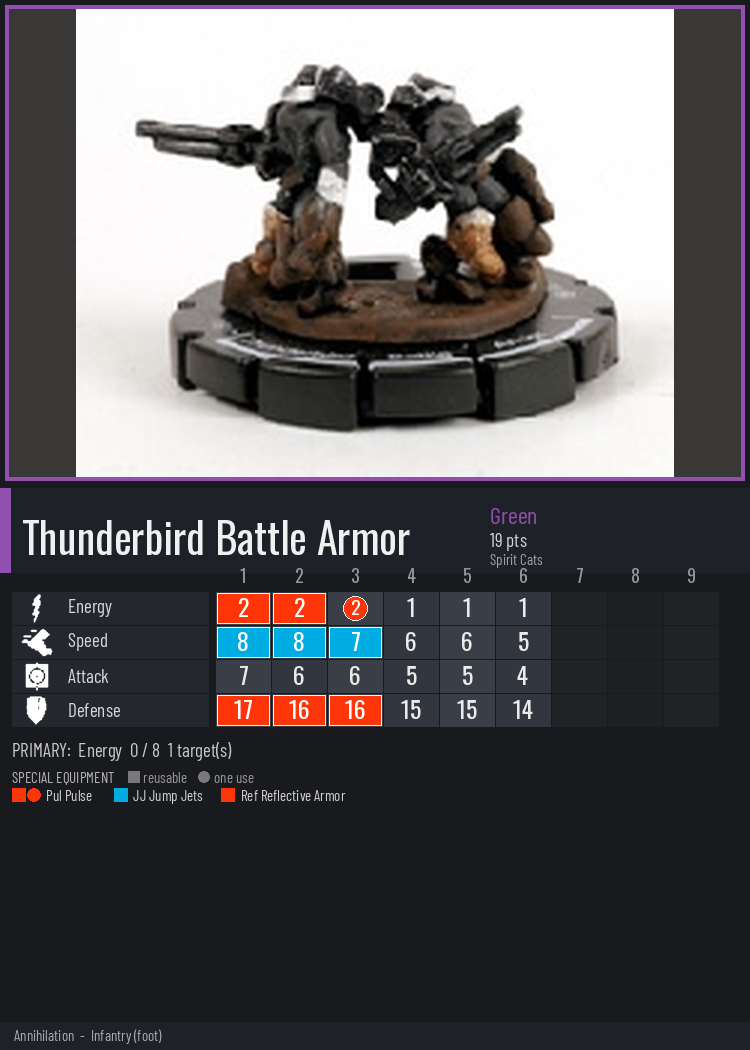 Thunderbird Battle Armor
Green
19 pts
Spirit Cats
1 2 3 4 5 6 7 8 9
Energy 2 2 2 1 1 1
Speed 8 8 7 6 6 5
Attack 7 6 6 5 5 4
Defense 17 16 16 15 15 14
PRIMARY: Energy 0 / 8 1 target(s)
SPECIAL EQUIPMENT reusable one use
Pul Pulse JJ Jump Jets Ref Reflective Armor
Annihilation - Infantry (foot)